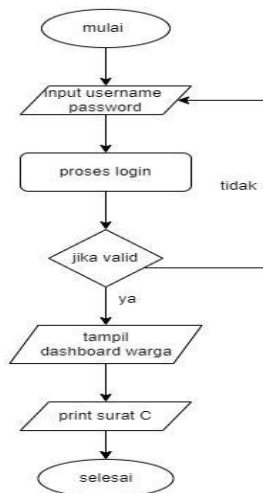 mulai
input username
password
proses login
tidak
jika valid
ya
tampil
dashboard warga
print surat C
selesai